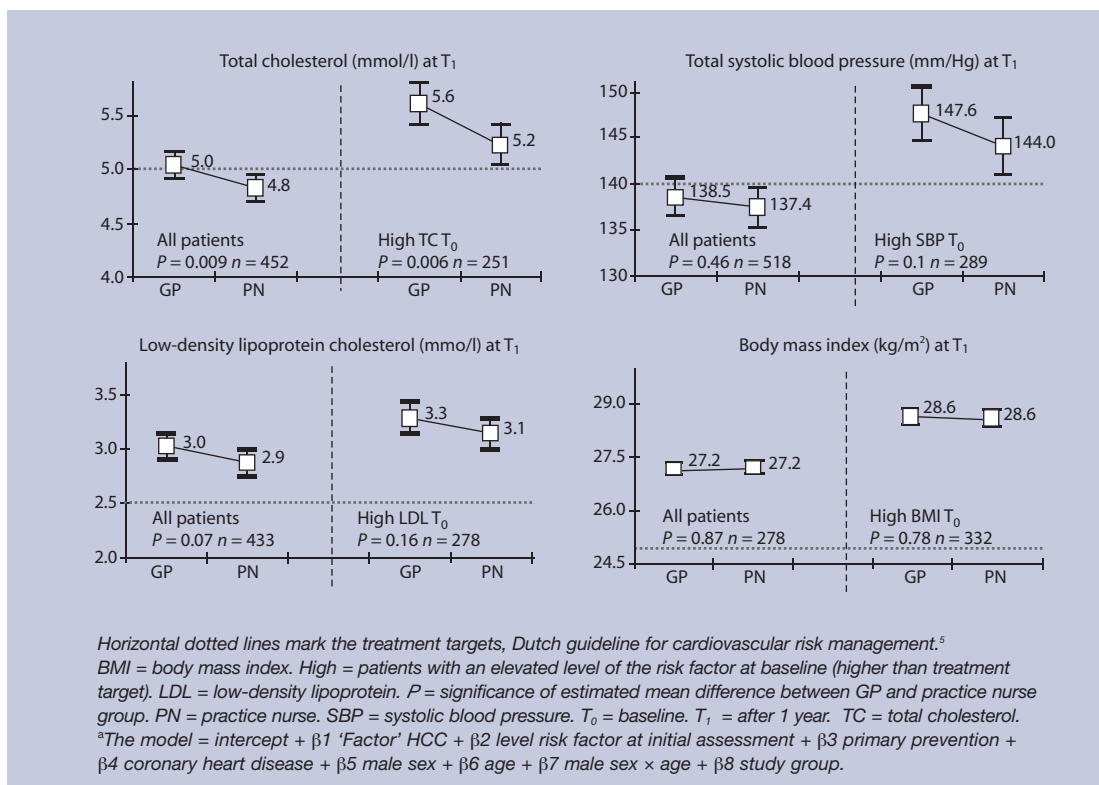 Total cholesterol (mmol/l) at T1
5.5
5.0
4.5
4.0
5.0
4.8
5.6
5.2
All patients
P = 0.009 n = 452
High TC T0
P = 0.006 n = 251
GP PN GP PN
Total systolic blood pressure (mm/Hg) at T1
150
145
140
135
130
138.5
137.4
147.6
144.0
All patients
P = 0.46 n = 518
High SBP T0
P = 0.1 n = 289
GP PN GP PN
Low-density lipoprotein cholesterol (mmo/l) at T1
3.5
3.0
2.5
2.0
3.0
2.9
3.3
3.1
All patients
P = 0.07 n = 433
High LDL T0
P = 0.16 n = 278
GP PN GP PN
Body mass index (kg/m²) at T1
29.0
27.5
26.0
24.5
27.2
27.2
28.6
28.6
All patients
P = 0.87 n = 278
High BMI T0
P = 0.78 n = 332
GP PN GP PN
Horizontal dotted lines mark the treatment targets, Dutch guideline for cardiovascular risk management.⁵
BMI = body mass index. High = patients with an elevated level of the risk factor at baseline (higher than treatment
target). LDL = low-density lipoprotein. P = significance of estimated mean difference between GP and practice nurse
group. PN = practice nurse. SBP = systolic blood pressure. T0 = baseline. T1 = after 1 year. TC = total cholesterol.
ᵃThe model = intercept + β1 ‘Factor’ HCC + β2 level risk factor at initial assessment + β3 primary prevention +
β4 coronary heart disease + β5 male sex + β6 age + β7 male sex × age + β8 study group.